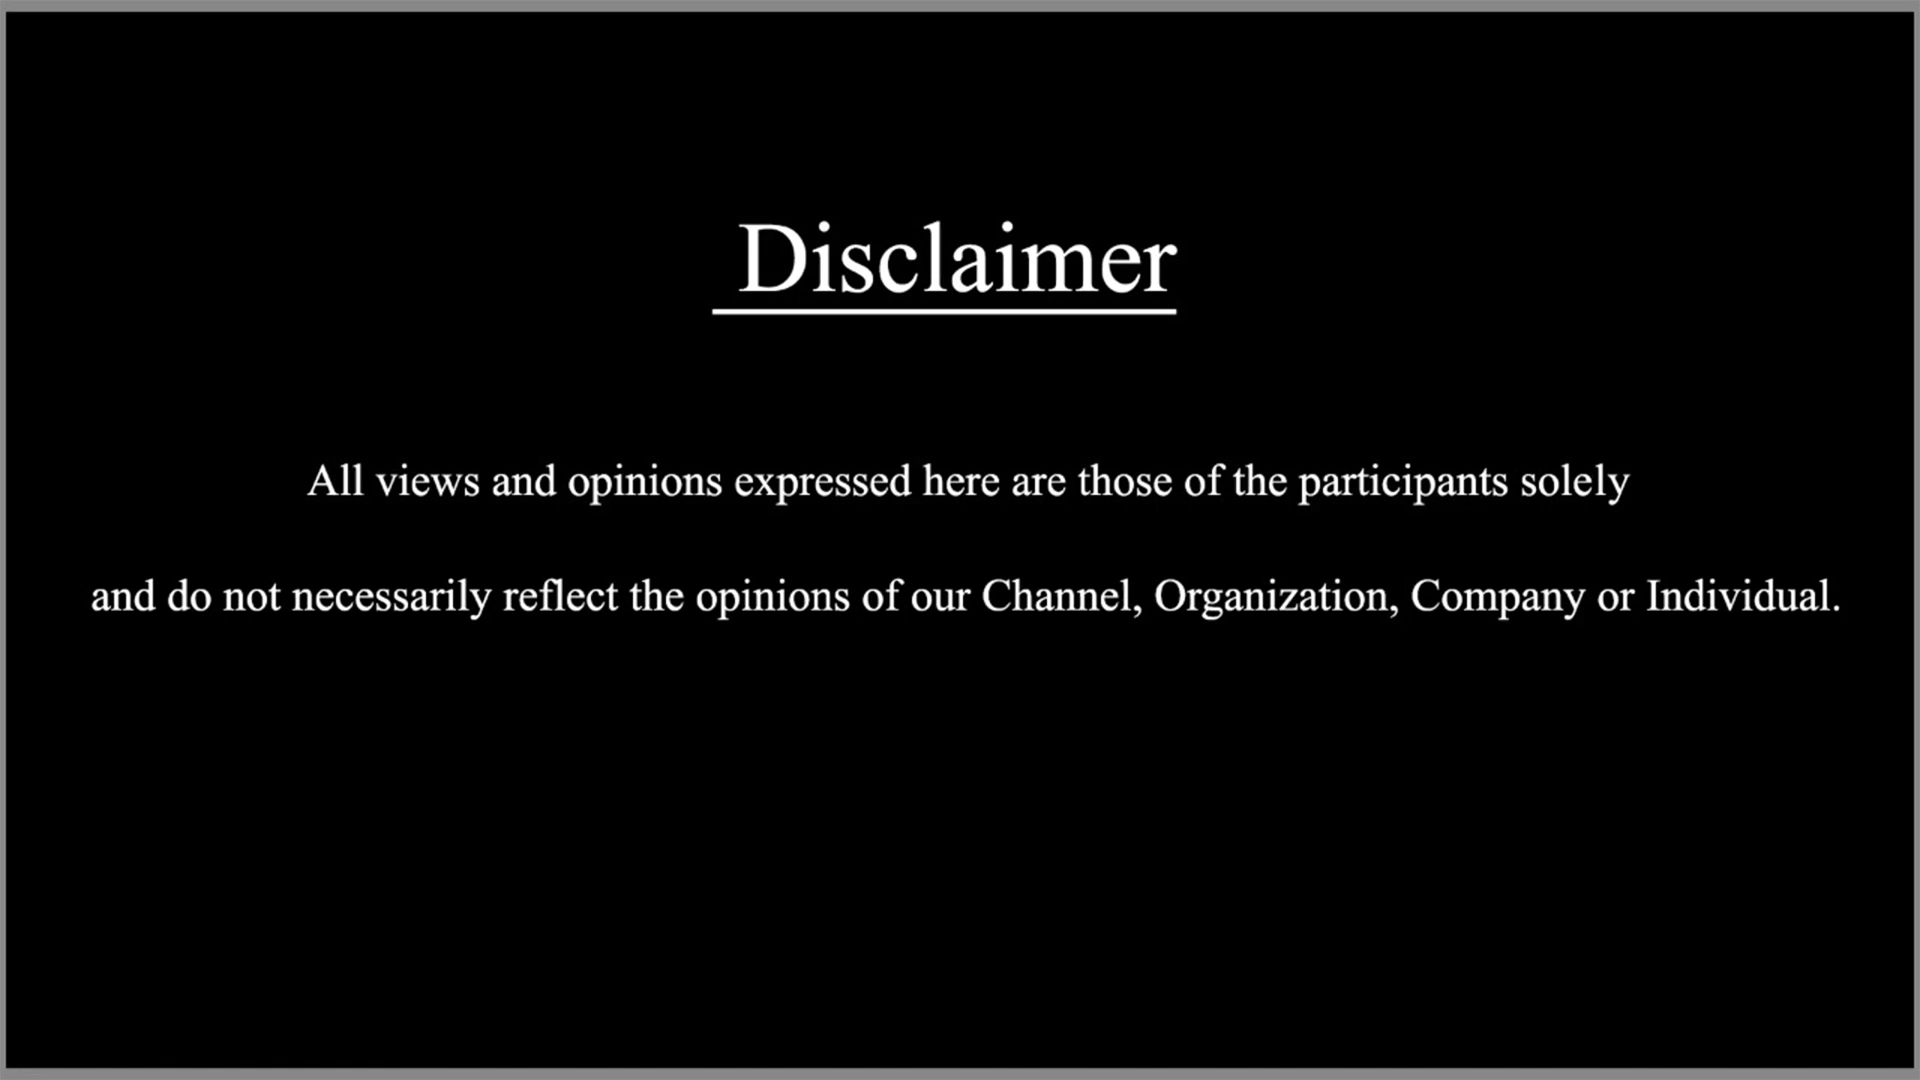 Disclaimer
All views and opinions expressed here are those of the participants solely
and do not necessarily reflect the opinions of our Channel, Organization, Company or Individual.